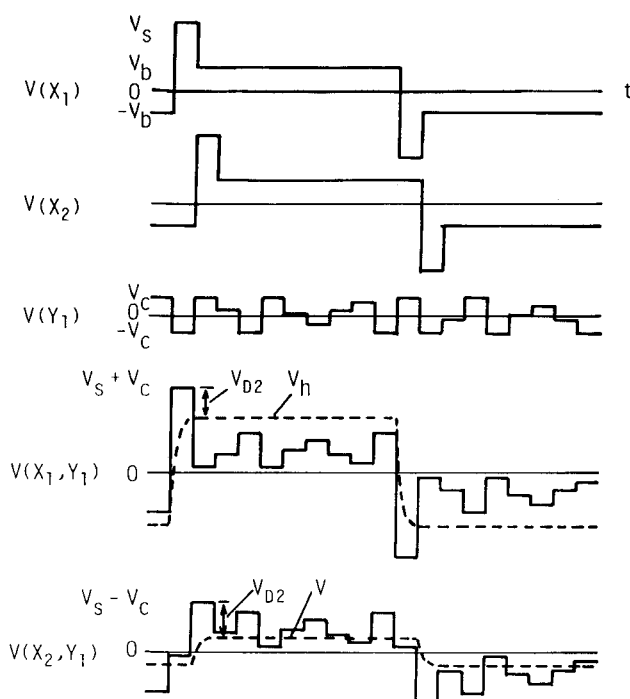 V_s
V_b
V(X_1) 0 t
-V_b
V(X_2)
V_c
V(Y_1) 0
-V_c
V_s + V_c V_D2 V_h
V(X_1,Y_1) 0
V_s - V_c V_D2 V
V(X_2,Y_1) 0